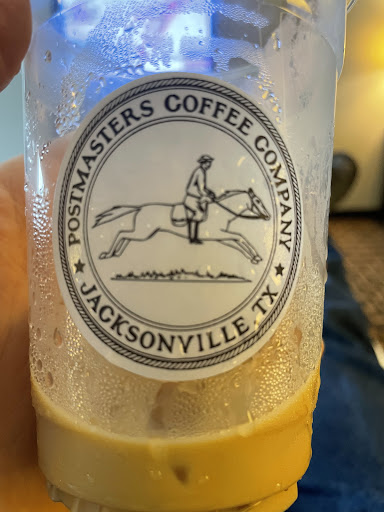 POSTMASTERS COFFEE COMPANY
JACKSONVILLE TX